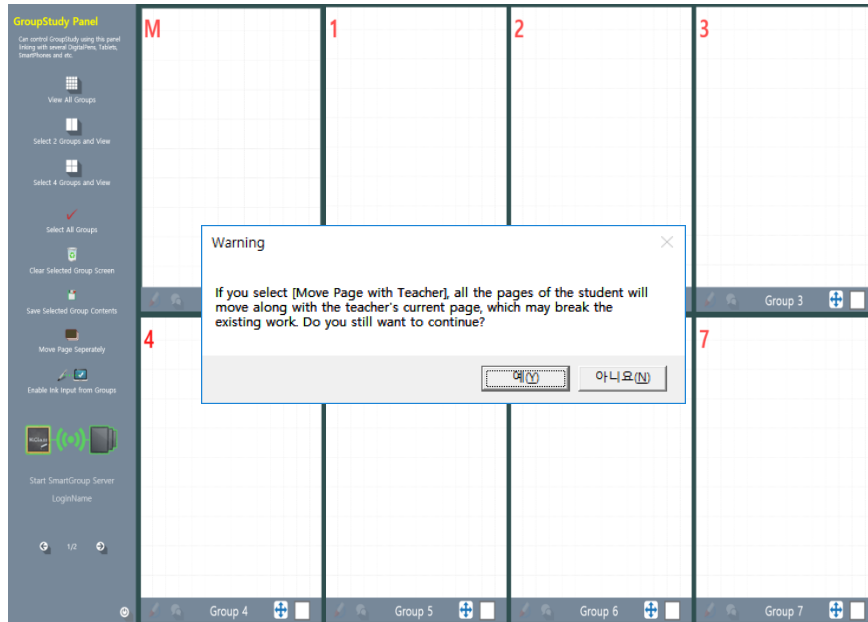 GroupStudy Panel
Can control GroupStudy using this panel
linking with several DigitalPens, Tablets,
SmartPhones and etc.
View All Groups
Select 2 Groups and View
Select 4 Groups and View
Select All Groups
Clear Selected Group Screen
Save Selected Group Contents
Move Page Seperately
Enable Ink Input from Groups
Start SmartGroup Server
LoginName
1/2
M
1
2
3
Warning
If you select [Move Page with Teacher], all the pages of the student will
move along with the teacher's current page, which may break the
existing work. Do you still want to continue?
예(Y)
아니요(N)
Group 3
4
7
Group 4
Group 5
Group 6
Group 7